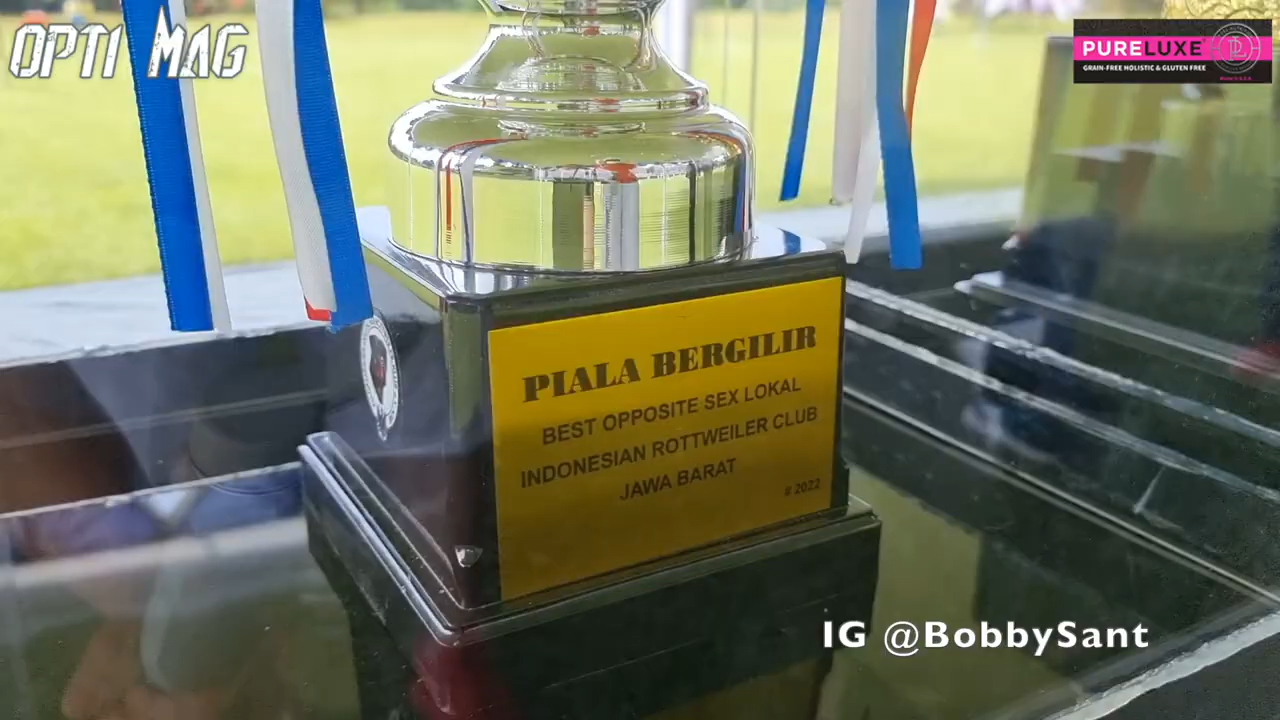 OPTI MAG
PURELUXE
GRAIN-FREE HOLISTIC & GLUTEN FREE
PIALA BERGILIR
BEST OPPOSITE SEX LOKAL
INDONESIAN ROTTWEILER CLUB
JAWA BARAT
# 2022
IG @BobbySant